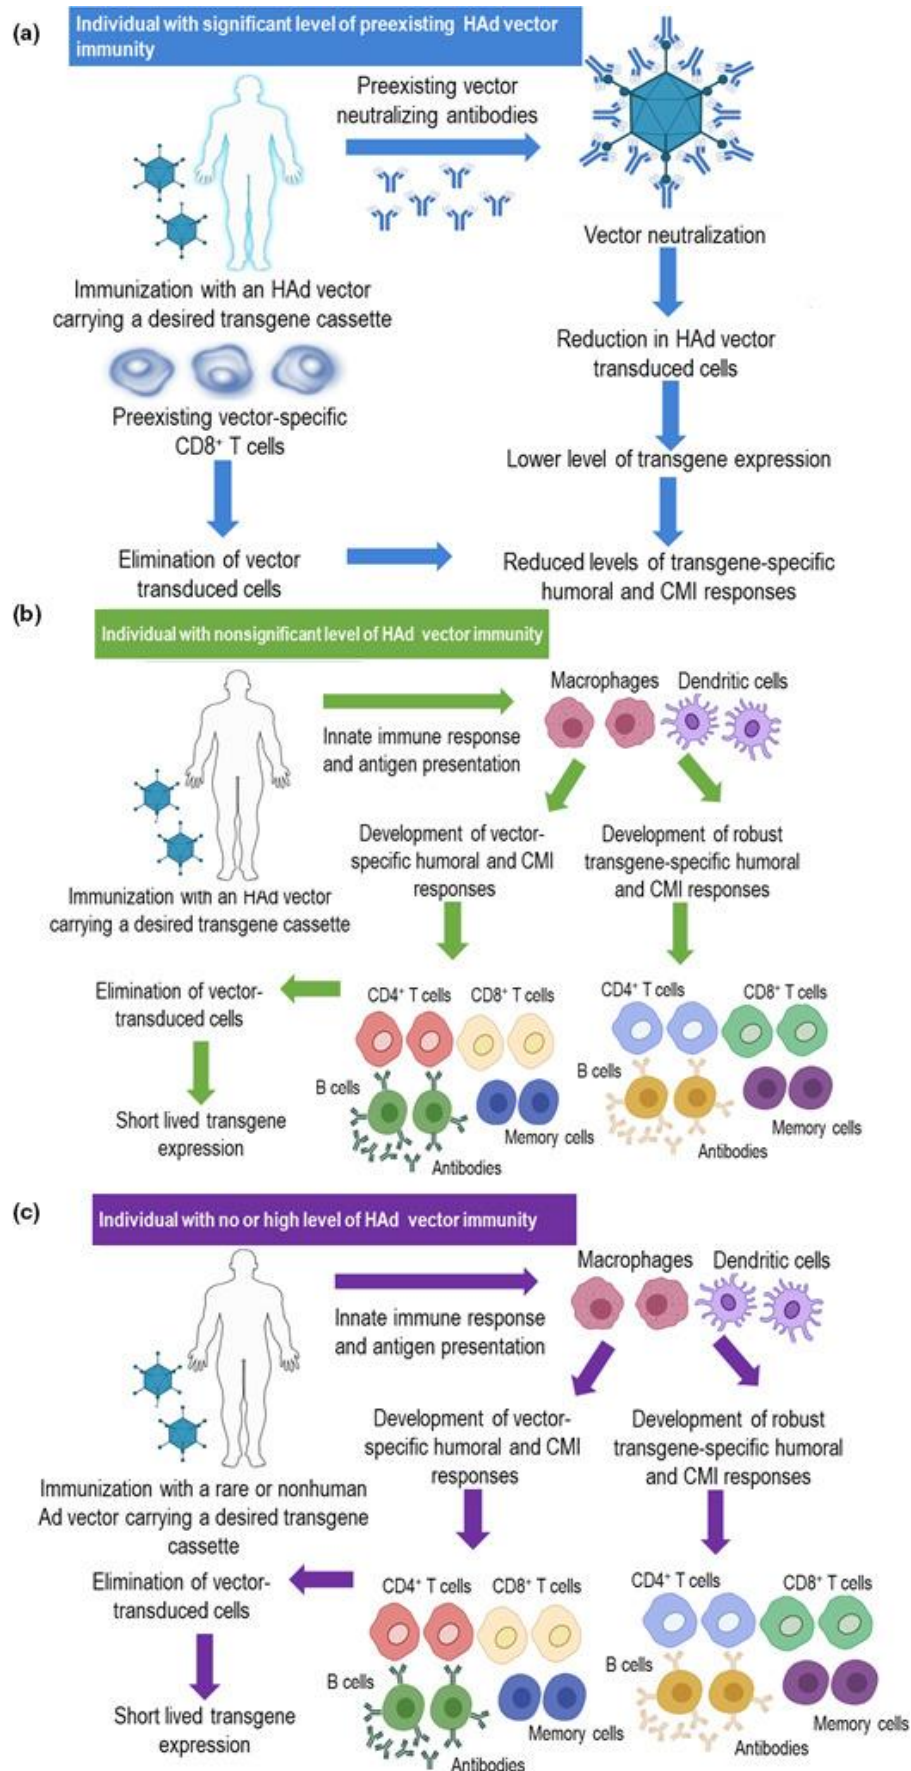 (a)
Individual with significant level of preexisting HAd vector
immunity
Preexisting vector
neutralizing antibodies
Vector neutralization
Immunization with an HAd vector
carrying a desired transgene cassette
Reduction in HAd vector
transduced cells
Preexisting vector-specific
CD8⁺ T cells
Lower level of transgene expression
Elimination of vector
transduced cells
Reduced levels of transgene-specific
humoral and CMI responses
(b)
Individual with nonsignificant level of HAd vector immunity
Macrophages
Dendritic cells
Innate immune response
and antigen presentation
Development of vector-
specific humoral and CMI
responses
Development of robust
transgene-specific humoral
and CMI responses
Immunization with an HAd vector
carrying a desired transgene cassette
Elimination of vector-
transduced cells
CD4⁺ T cells
CD8⁺ T cells
CD4⁺ T cells
CD8⁺ T cells
Short lived transgene
expression
B cells
Memory cells
Antibodies
B cells
Memory cells
Antibodies
(c)
Individual with no or high level of HAd vector immunity
Macrophages
Dendritic cells
Innate immune response
and antigen presentation
Development of vector-
specific humoral and CMI
responses
Development of robust
transgene-specific humoral
and CMI responses
Immunization with a rare or nonhuman
Ad vector carrying a desired transgene
cassette
Elimination of vector-
transduced cells
CD4⁺ T cells
CD8⁺ T cells
CD4⁺ T cells
CD8⁺ T cells
Short lived transgene
expression
B cells
Memory cells
Antibodies
B cells
Memory cells
Antibodies